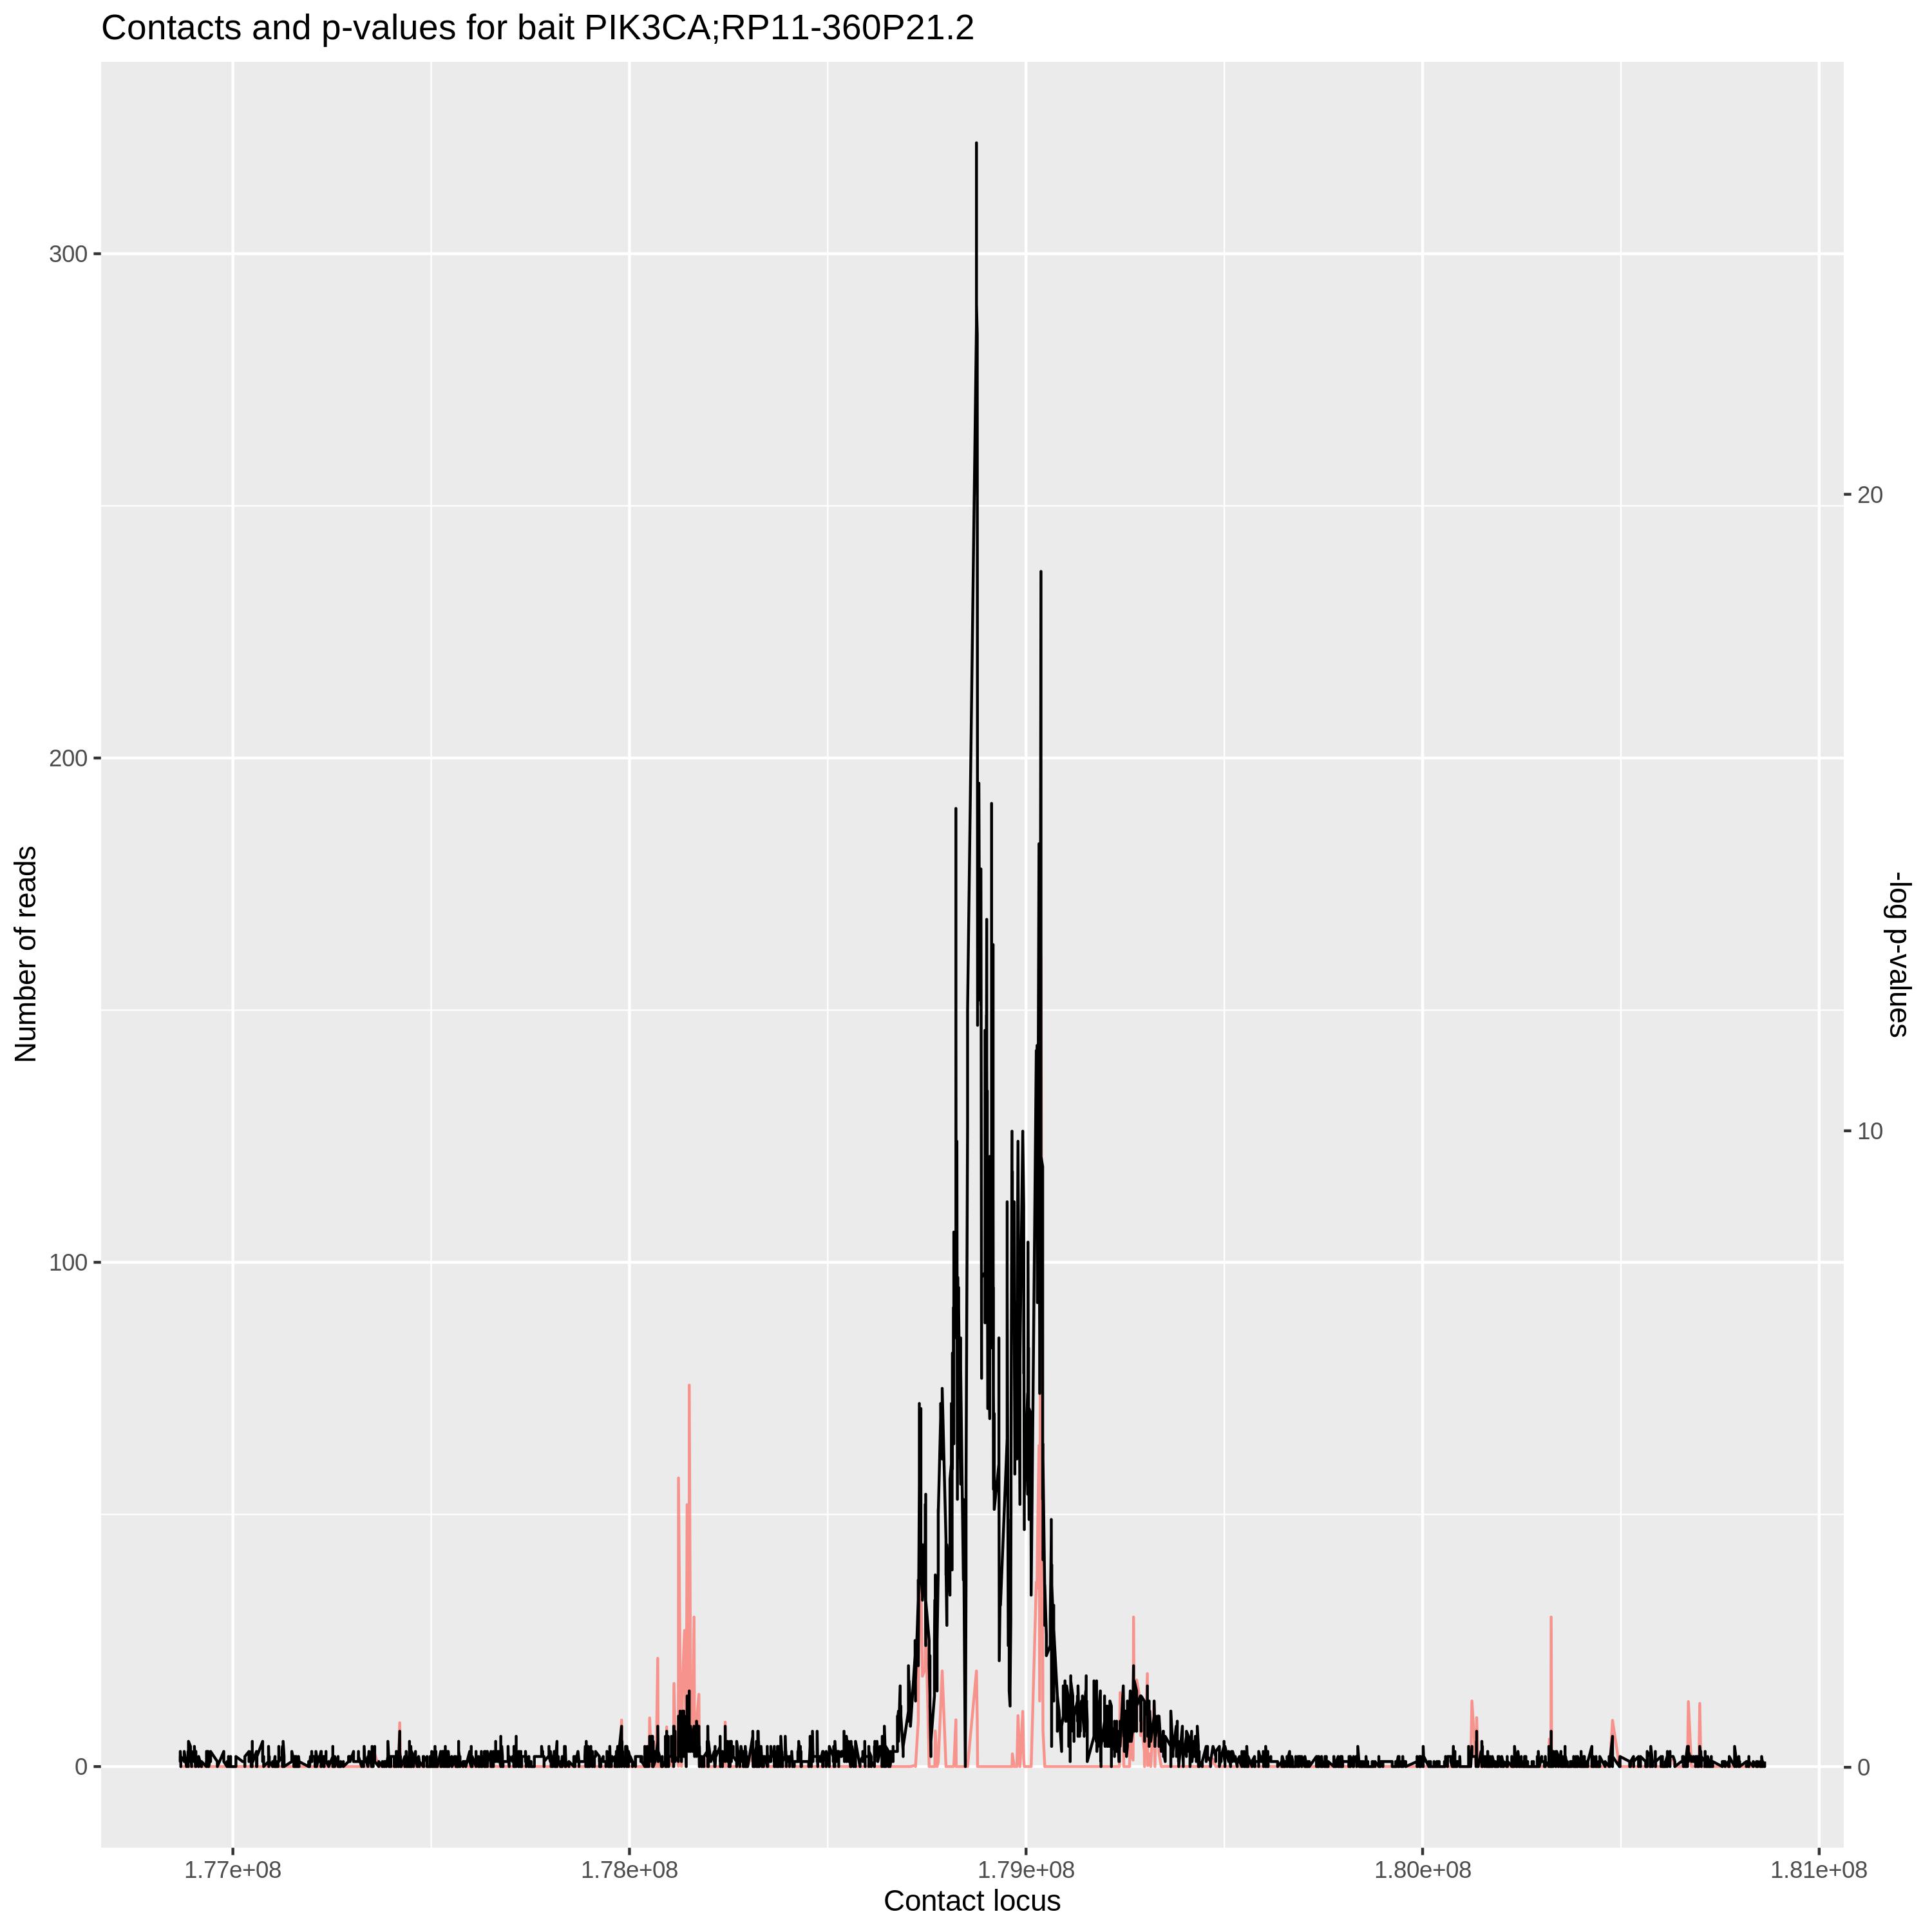 Contacts and p-values for bait PIK3CA;RP11-360P21.2
300
200
100
0
Number of reads
20
10
0
-log p-values
1.77e+08 1.78e+08 1.79e+08 1.80e+08 1.81e+08
Contact locus